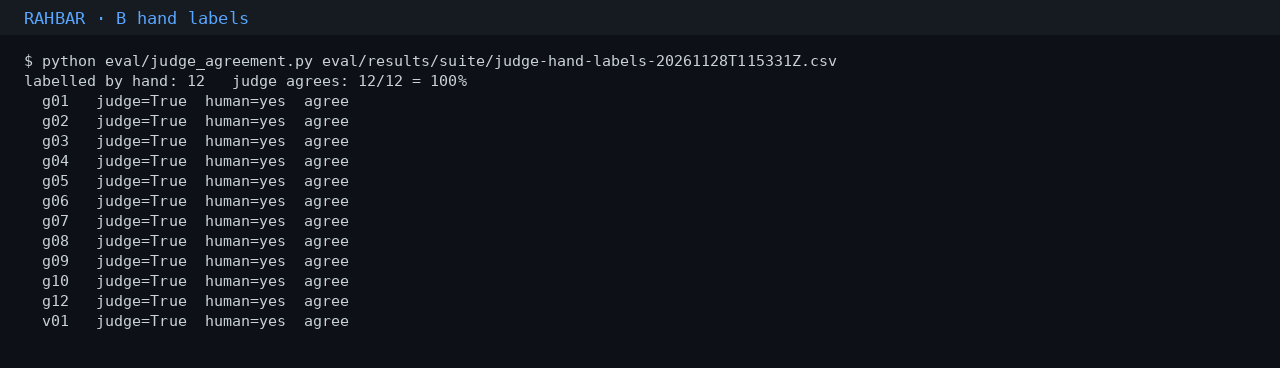 RAHBAR · B hand labels
$ python eval/judge_agreement.py eval/results/suite/judge-hand-labels-20261128T115331Z.csv
labelled by hand: 12   judge agrees: 12/12 = 100%
  g01   judge=True  human=yes  agree
  g02   judge=True  human=yes  agree
  g03   judge=True  human=yes  agree
  g04   judge=True  human=yes  agree
  g05   judge=True  human=yes  agree
  g06   judge=True  human=yes  agree
  g07   judge=True  human=yes  agree
  g08   judge=True  human=yes  agree
  g09   judge=True  human=yes  agree
  g10   judge=True  human=yes  agree
  g12   judge=True  human=yes  agree
  v01   judge=True  human=yes  agree